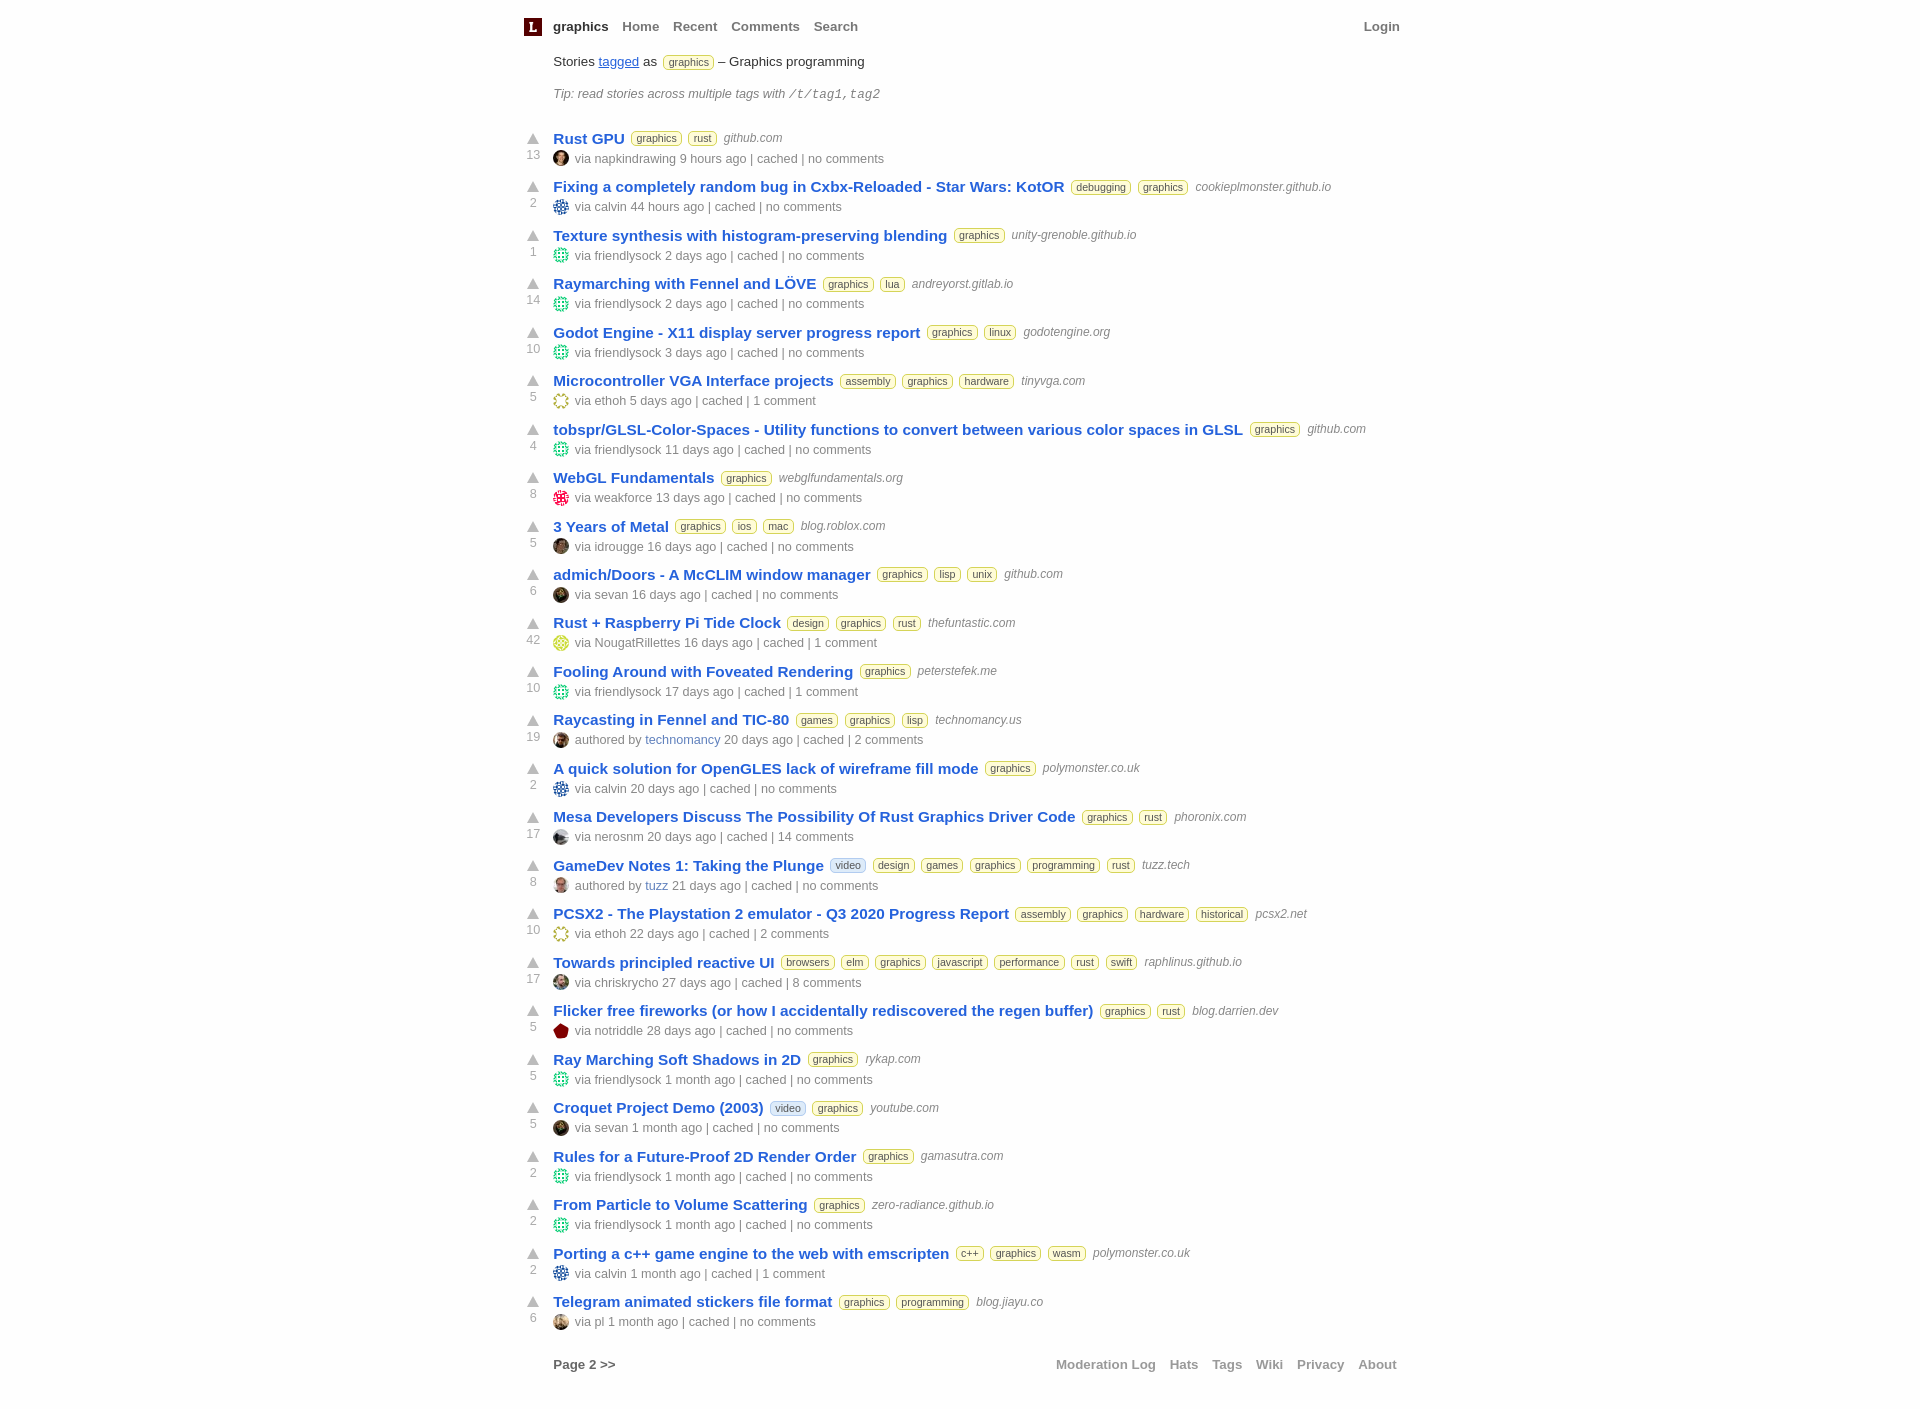 L graphics Home Recent Comments Search Login
Stories tagged as graphics – Graphics programming
Tip: read stories across multiple tags with /t/tag1,tag2
Rust GPU graphics rust github.com
13 via napkindrawing 9 hours ago | cached | no comments
Fixing a completely random bug in Cxbx-Reloaded - Star Wars: KotOR debugging graphics cookieplmonster.github.io
2 via calvin 44 hours ago | cached | no comments
Texture synthesis with histogram-preserving blending graphics unity-grenoble.github.io
1 via friendlysock 2 days ago | cached | no comments
Raymarching with Fennel and LÖVE graphics lua andreyorst.gitlab.io
14 via friendlysock 2 days ago | cached | no comments
Godot Engine - X11 display server progress report graphics linux godotengine.org
10 via friendlysock 3 days ago | cached | no comments
Microcontroller VGA Interface projects assembly graphics hardware tinyvga.com
5 via ethoh 5 days ago | cached | 1 comment
tobspr/GLSL-Color-Spaces - Utility functions to convert between various color spaces in GLSL graphics github.com
4 via friendlysock 11 days ago | cached | no comments
WebGL Fundamentals graphics webglfundamentals.org
8 via weakforce 13 days ago | cached | no comments
3 Years of Metal graphics ios mac blog.roblox.com
5 via idrougge 16 days ago | cached | no comments
admich/Doors - A McCLIM window manager graphics lisp unix github.com
6 via sevan 16 days ago | cached | no comments
Rust + Raspberry Pi Tide Clock design graphics rust thefuntastic.com
42 via NougatRillettes 16 days ago | cached | 1 comment
Fooling Around with Foveated Rendering graphics peterstefek.me
10 via friendlysock 17 days ago | cached | 1 comment
Raycasting in Fennel and TIC-80 games graphics lisp technomancy.us
19 authored by technomancy 20 days ago | cached | 2 comments
A quick solution for OpenGLES lack of wireframe fill mode graphics polymonster.co.uk
2 via calvin 20 days ago | cached | no comments
Mesa Developers Discuss The Possibility Of Rust Graphics Driver Code graphics rust phoronix.com
17 via nerosnm 20 days ago | cached | 14 comments
GameDev Notes 1: Taking the Plunge video design games graphics programming rust tuzz.tech
8 authored by tuzz 21 days ago | cached | no comments
PCSX2 - The Playstation 2 emulator - Q3 2020 Progress Report assembly graphics hardware historical pcsx2.net
10 via ethoh 22 days ago | cached | 2 comments
Towards principled reactive UI browsers elm graphics javascript performance rust swift raphlinus.github.io
17 via chriskrycho 27 days ago | cached | 8 comments
Flicker free fireworks (or how I accidentally rediscovered the regen buffer) graphics rust blog.darrien.dev
5 via notriddle 28 days ago | cached | no comments
Ray Marching Soft Shadows in 2D graphics rykap.com
5 via friendlysock 1 month ago | cached | no comments
Croquet Project Demo (2003) video graphics youtube.com
5 via sevan 1 month ago | cached | no comments
Rules for a Future-Proof 2D Render Order graphics gamasutra.com
2 via friendlysock 1 month ago | cached | no comments
From Particle to Volume Scattering graphics zero-radiance.github.io
2 via friendlysock 1 month ago | cached | no comments
Porting a c++ game engine to the web with emscripten c++ graphics wasm polymonster.co.uk
2 via calvin 1 month ago | cached | 1 comment
Telegram animated stickers file format graphics programming blog.jiayu.co
6 via pl 1 month ago | cached | no comments
Page 2 >> Moderation Log Hats Tags Wiki Privacy About